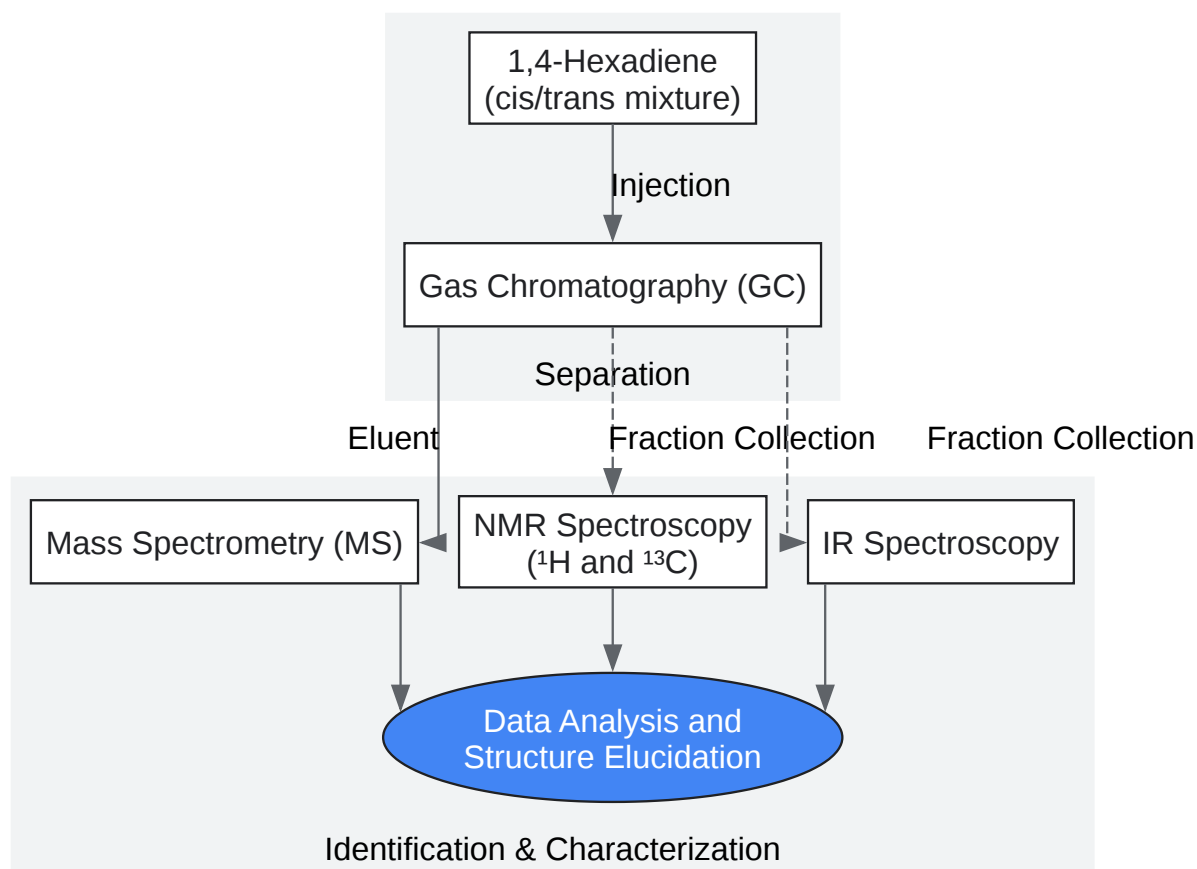 1,4-Hexadiene
(cis/trans mixture)
Injection
Gas Chromatography (GC)
Separation
Eluent
Fraction Collection
Fraction Collection
Mass Spectrometry (MS)
NMR Spectroscopy
(¹H and ¹³C)
IR Spectroscopy
Data Analysis and
Structure Elucidation
Identification & Characterization